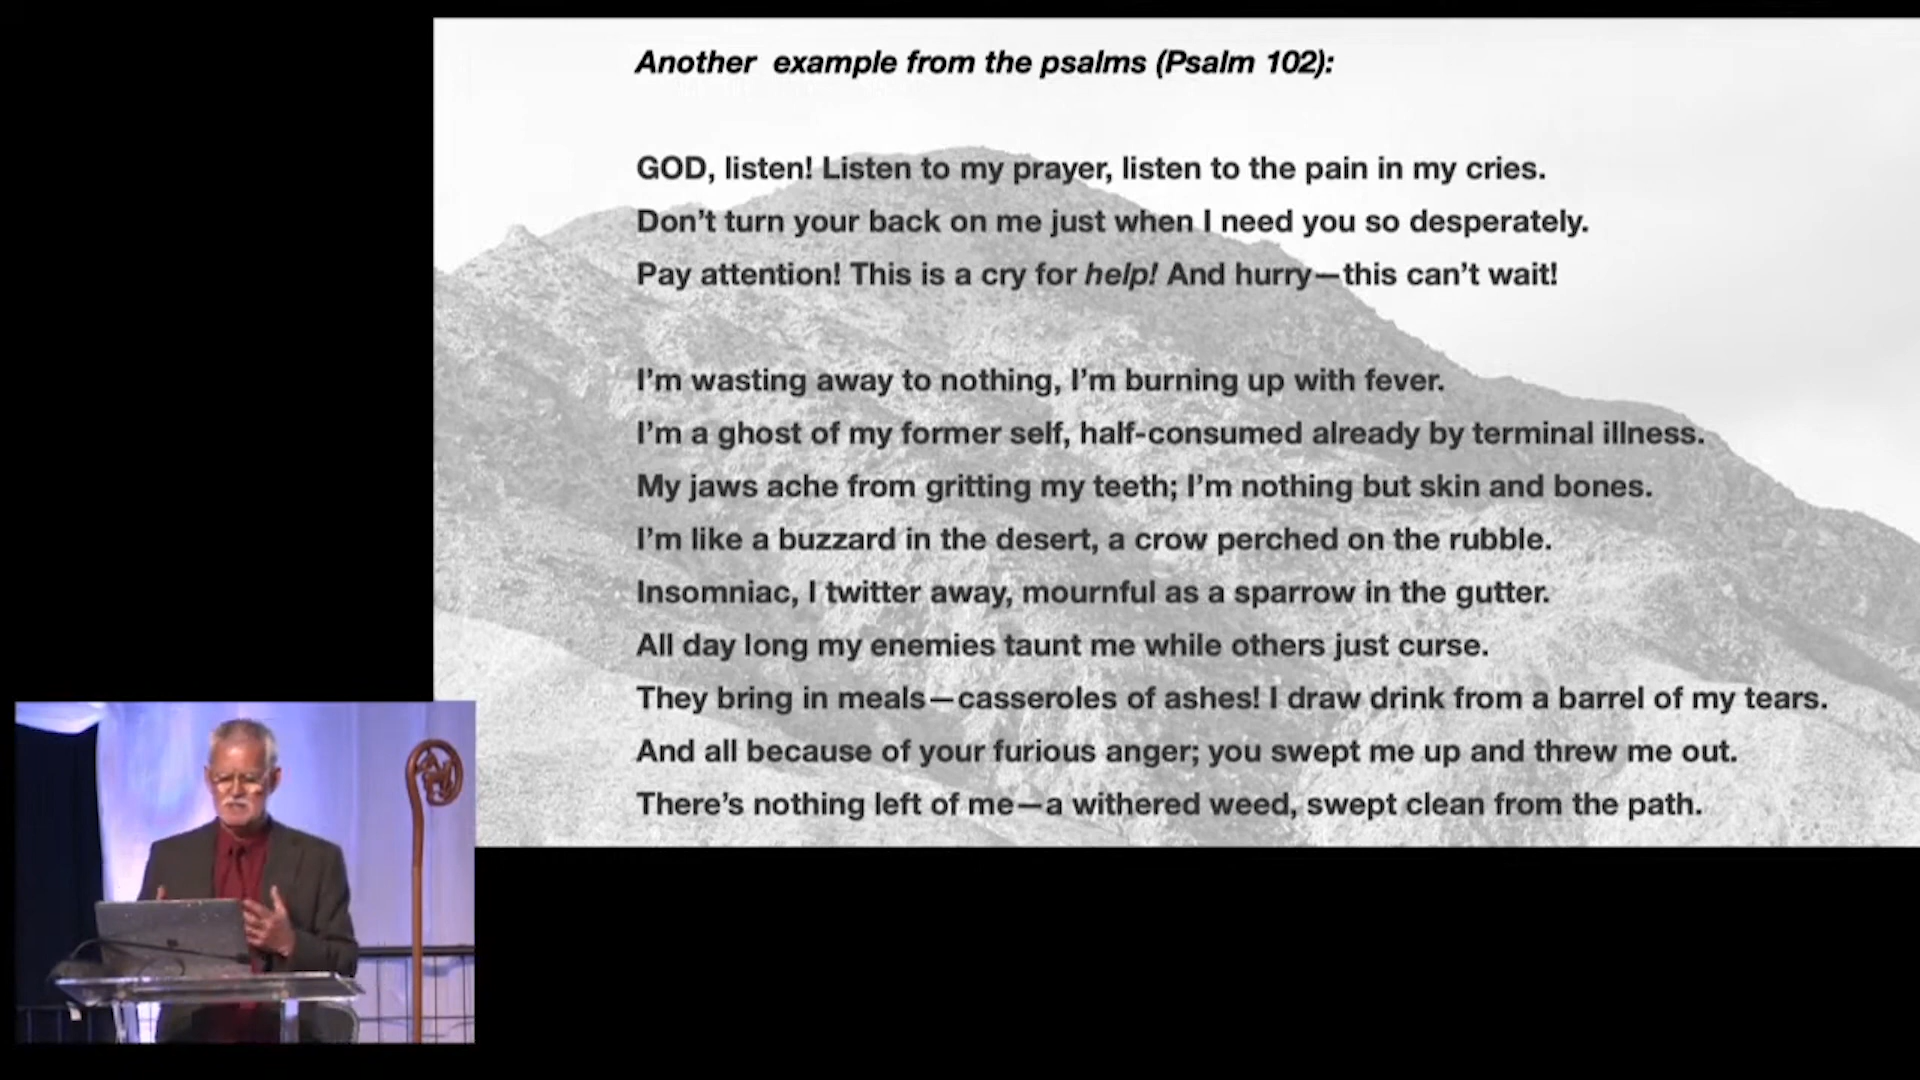 Another example from the psalms (Psalm 102):
GOD, listen! Listen to my prayer, listen to the pain in my cries.
Don’t turn your back on me just when I need you so desperately.
Pay attention! This is a cry for help! And hurry—this can’t wait!
I’m wasting away to nothing, I’m burning up with fever.
I’m a ghost of my former self, half-consumed already by terminal illness.
My jaws ache from gritting my teeth; I’m nothing but skin and bones.
I’m like a buzzard in the desert, a crow perched on the rubble.
Insomniac, I twitter away, mournful as a sparrow in the gutter.
All day long my enemies taunt me while others just curse.
They bring in meals—casseroles of ashes! I draw drink from a barrel of my tears.
And all because of your furious anger; you swept me up and threw me out.
There’s nothing left of me—a withered weed, swept clean from the path.